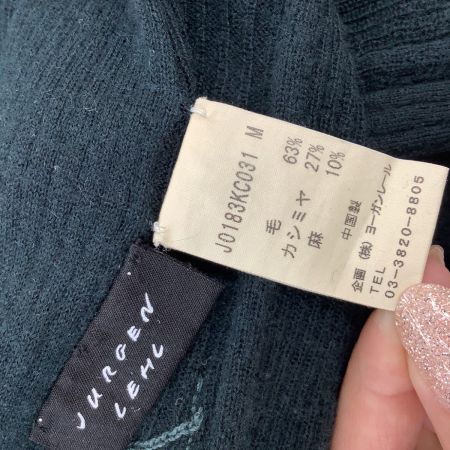 J0183KC031 M
毛 63%
カシミヤ 27%
麻 10%
中国製
企画 (株) ヨーガンレール
TEL
03-3820-8805
JURGEN
LEHL